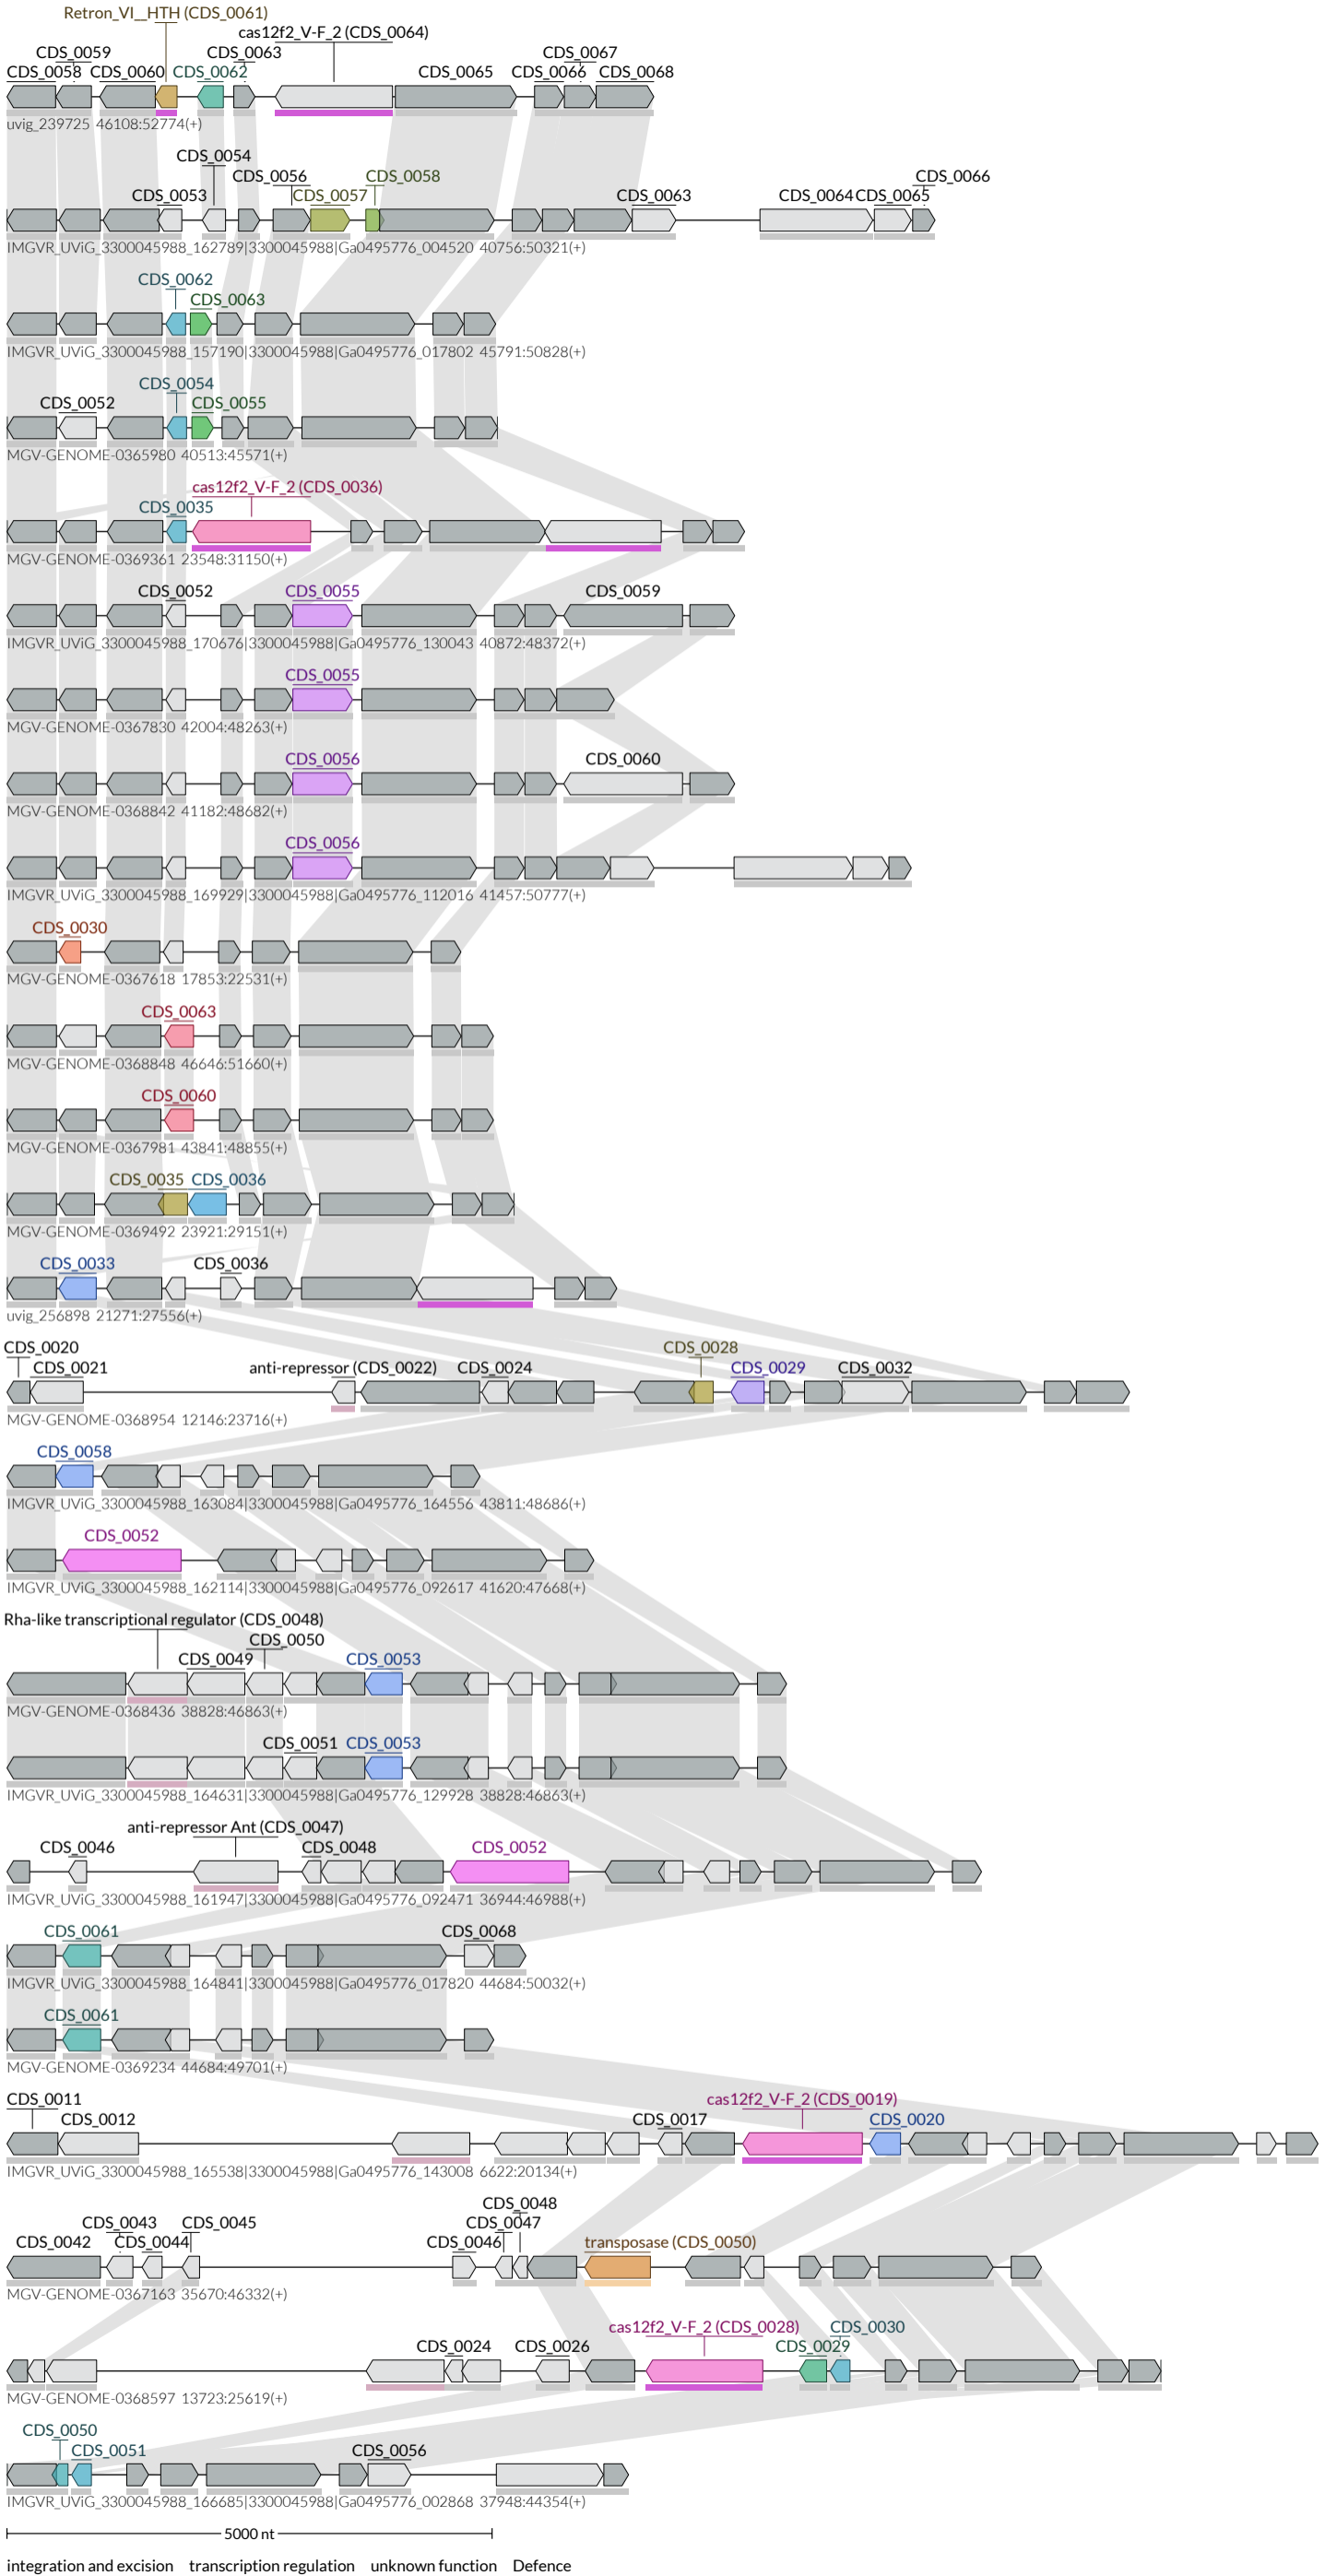 Retron_VI__HTH (CDS_0061)
cas12f2_V-F_2 (CDS_0064)
CDS_0059 CDS_0063 CDS_0067
CDS_0058 CDS_0060 CDS_0062 CDS_0065 CDS_0066 CDS_0068
uvig_239725 46108:52774(+)
CDS_0054
CDS_0056 CDS_0058 CDS_0066
CDS_0053 CDS_0057 CDS_0063 CDS_0064 CDS_0065
IMGVR_UViG_3300045988_162789|3300045988|Ga0495776_004520 40756:50321(+)
CDS_0062
CDS_0063
IMGVR_UViG_3300045988_157190|3300045988|Ga0495776_017802 45791:50828(+)
CDS_0054
CDS_0052 CDS_0055
MGV-GENOME-0365980 40513:45571(+)
cas12f2_V-F_2 (CDS_0036)
CDS_0035
MGV-GENOME-0369361 23548:31150(+)
CDS_0052 CDS_0055 CDS_0059
IMGVR_UViG_3300045988_170676|3300045988|Ga0495776_130043 40872:48372(+)
CDS_0055
MGV-GENOME-0367830 42004:48263(+)
CDS_0056 CDS_0060
MGV-GENOME-0368842 41182:48682(+)
CDS_0056
IMGVR_UViG_3300045988_169929|3300045988|Ga0495776_112016 41457:50777(+)
CDS_0030
MGV-GENOME-0367618 17853:22531(+)
CDS_0063
MGV-GENOME-0368848 46646:51660(+)
CDS_0060
MGV-GENOME-0367981 43841:48855(+)
CDS_0035 CDS_0036
MGV-GENOME-0369492 23921:29151(+)
CDS_0033 CDS_0036
uvig_256898 21271:27556(+)
CDS_0020 CDS_0028
CDS_0021 anti-repressor (CDS_0022) CDS_0024 CDS_0029 CDS_0032
MGV-GENOME-0368954 12146:23716(+)
CDS_0058
IMGVR_UViG_3300045988_163084|3300045988|Ga0495776_164556 43811:48686(+)
CDS_0052
IMGVR_UViG_3300045988_162114|3300045988|Ga0495776_092617 41620:47668(+)
Rha-like transcriptional regulator (CDS_0048)
CDS_0050
CDS_0049 CDS_0053
MGV-GENOME-0368436 38828:46863(+)
CDS_0051 CDS_0053
IMGVR_UViG_3300045988_164631|3300045988|Ga0495776_129928 38828:46863(+)
anti-repressor Ant (CDS_0047)
CDS_0046 CDS_0048 CDS_0052
IMGVR_UViG_3300045988_161947|3300045988|Ga0495776_092471 36944:46988(+)
CDS_0061 CDS_0068
IMGVR_UViG_3300045988_164841|3300045988|Ga0495776_017820 44684:50032(+)
CDS_0061
MGV-GENOME-0369234 44684:49701(+)
CDS_0011 cas12f2_V-F_2 (CDS_0019)
CDS_0012 CDS_0017 CDS_0020
IMGVR_UViG_3300045988_165538|3300045988|Ga0495776_143008 6622:20134(+)
CDS_0048
CDS_0043 CDS_0045 CDS_0047
CDS_0042 CDS_0044 CDS_0046 transposase (CDS_0050)
MGV-GENOME-0367163 35670:46332(+)
cas12f2_V-F_2 (CDS_0028) CDS_0030
CDS_0024 CDS_0026 CDS_0029
MGV-GENOME-0368597 13723:25619(+)
CDS_0050
CDS_0051 CDS_0056
IMGVR_UViG_3300045988_166685|3300045988|Ga0495776_002868 37948:44354(+)
5000 nt
integration and excision transcription regulation unknown function Defence